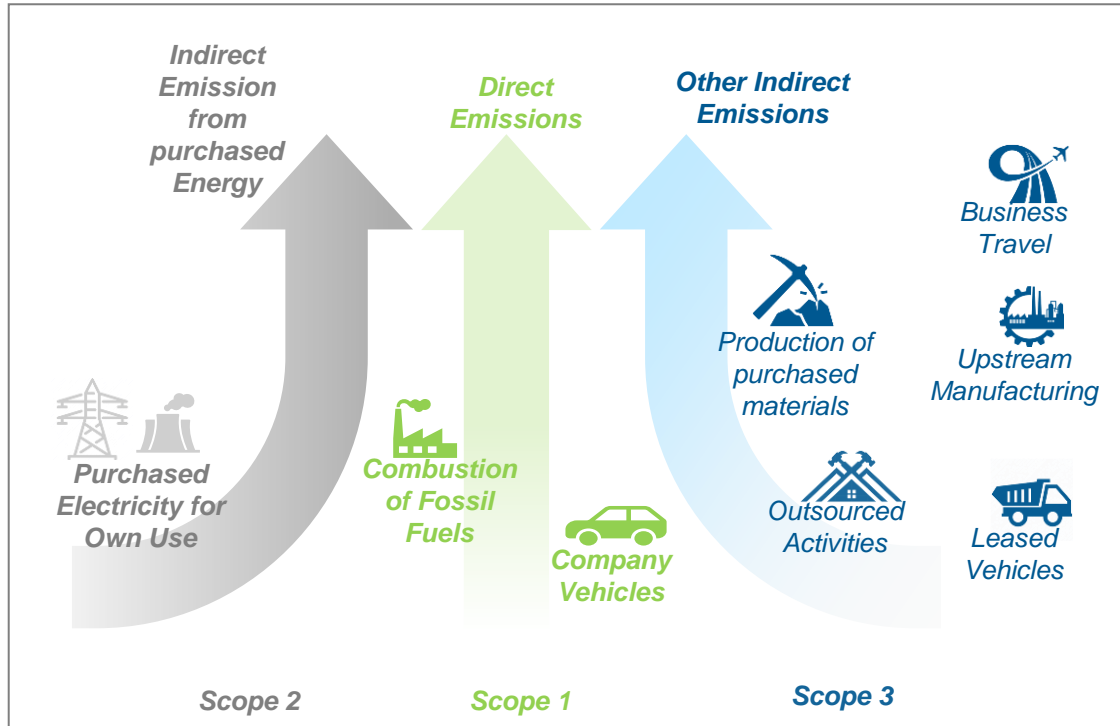 Indirect
Emission
from
purchased
Energy
Direct
Emissions
Other Indirect
Emissions
Business
Travel
Production of
purchased
materials
Upstream
Manufacturing
Purchased
Electricity for
Own Use
Combustion
of Fossil
Fuels
Company
Vehicles
Outsourced
Activities
Leased
Vehicles
Scope 2
Scope 1
Scope 3